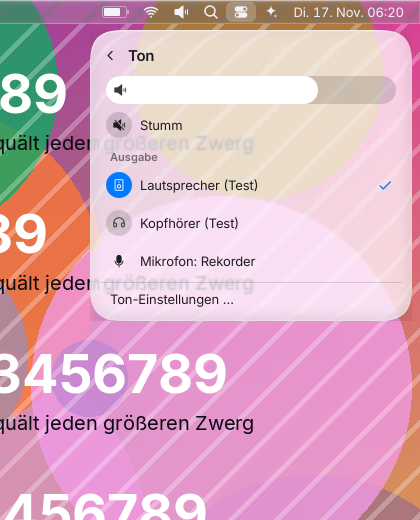 Di. 17. Nov. 06:20
Ton
89
Stumm
quält jeden größeren Zwerg
Ausgabe
Lautsprecher (Test)
89
Kopfhörer (Test)
Mikrofon: Rekorder
quält jeden größeren Zwerg
Ton-Einstellungen ...
3456789
quält jeden größeren Zwerg
456789